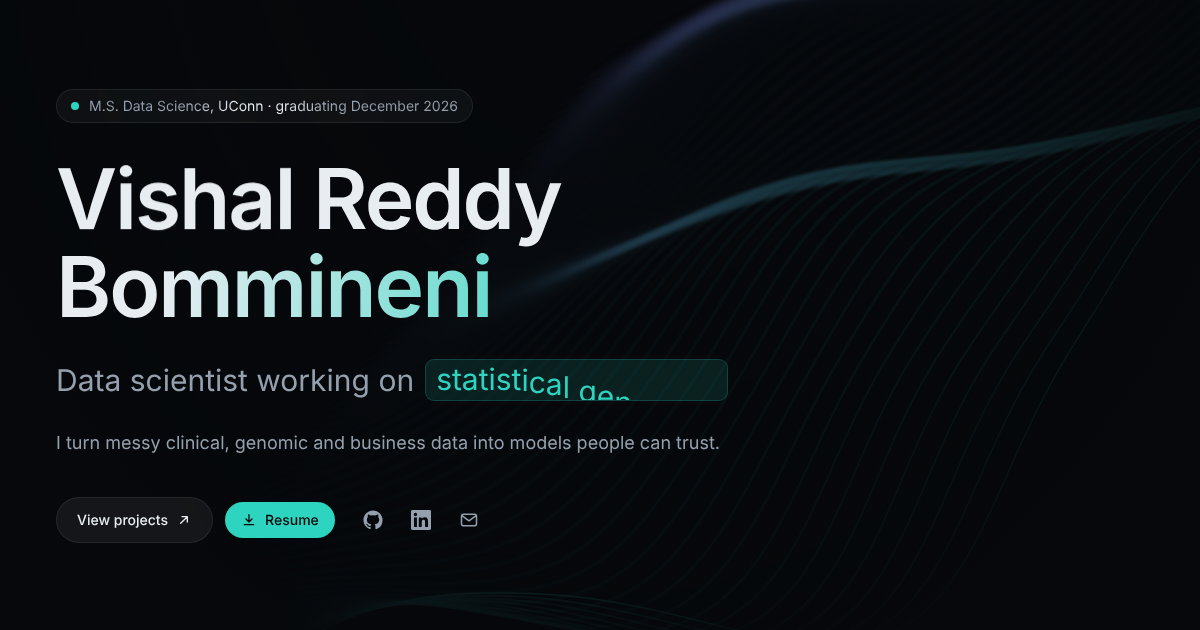 M.S. Data Science, UConn · graduating December 2026
Vishal Reddy
Bommineni
Data scientist working on statistical gen
I turn messy clinical, genomic and business data into models people can trust.
View projects
Resume